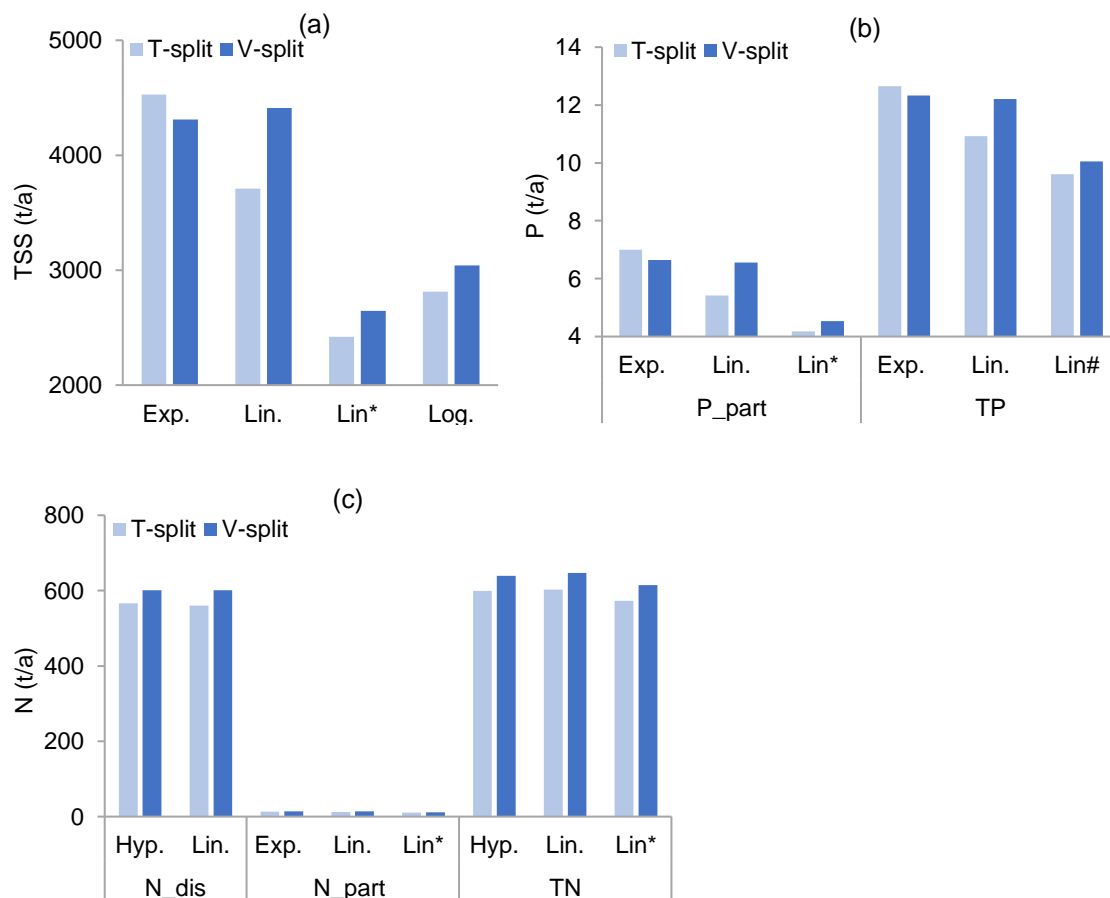 (a)
5000
T-split V-split
4000
3000
2000
TSS (t/a)
Exp. Lin. Lin* Log.
(b)
14
T-split V-split
12
10
8
6
4
P (t/a)
Exp. Lin. Lin* Exp. Lin. Lin#
P_part TP
(c)
800
T-split V-split
600
400
200
0
N (t/a)
Hyp. Lin. Exp. Lin. Lin* Hyp. Lin. Lin*
N_dis N_part TN